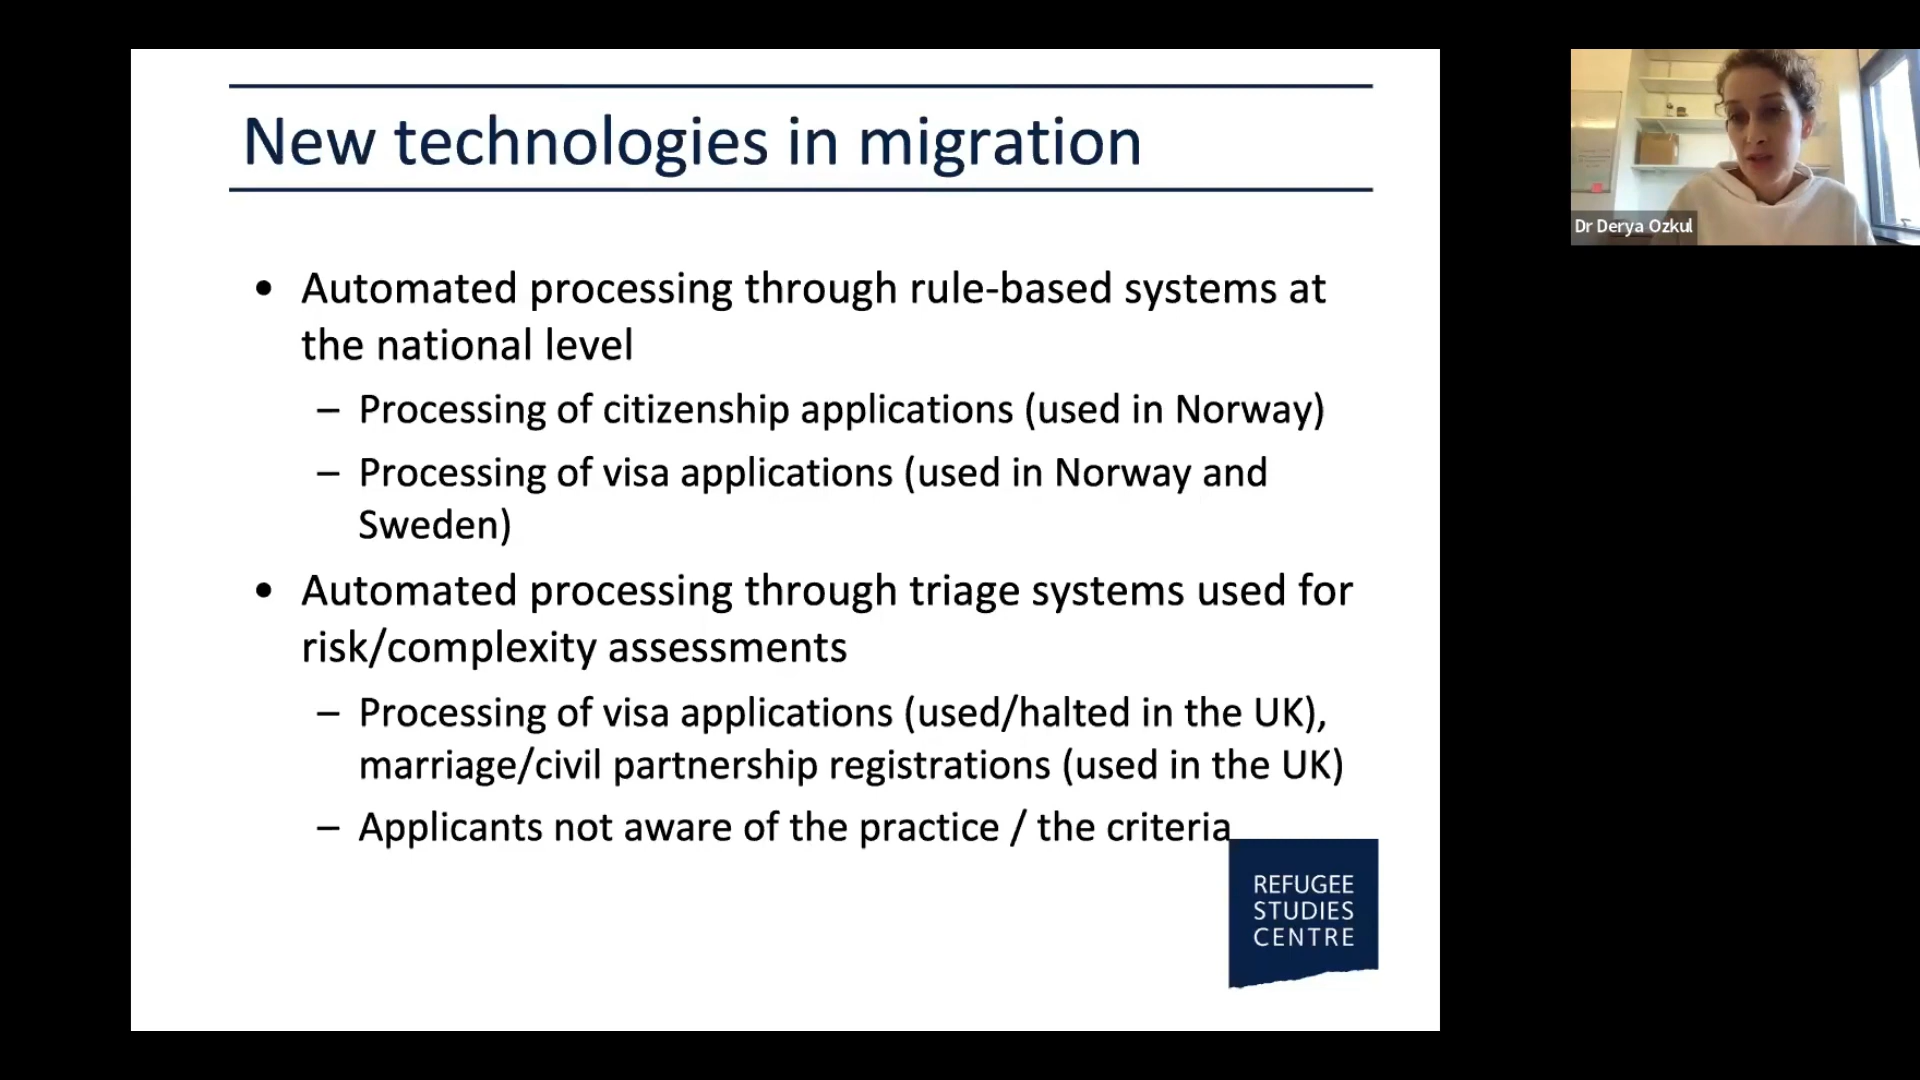 New technologies in migration
• Automated processing through rule-based systems at
the national level
– Processing of citizenship applications (used in Norway)
– Processing of visa applications (used in Norway and
Sweden)
• Automated processing through triage systems used for
risk/complexity assessments
– Processing of visa applications (used/halted in the UK),
marriage/civil partnership registrations (used in the UK)
– Applicants not aware of the practice / the criteria
REFUGEE
STUDIES
CENTRE
Dr Derya Ozkul